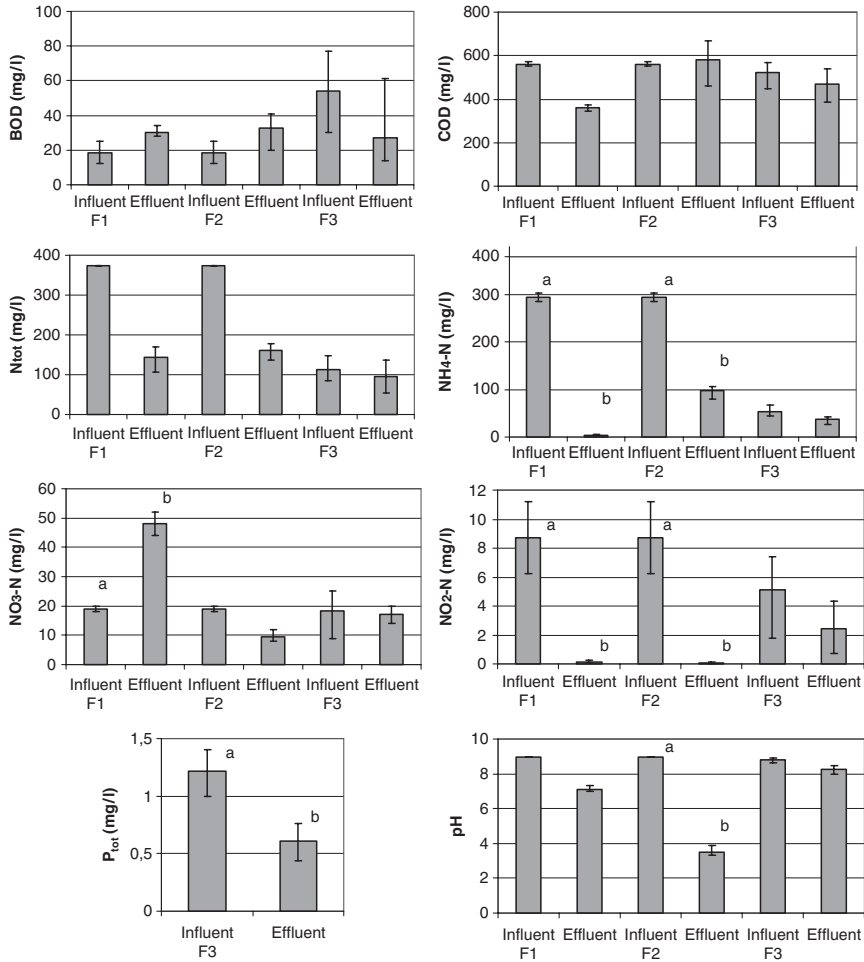 BOD (mg/l)
100
80
60
40
20
0
Influent Effluent Influent Effluent Influent Effluent
F1 F2 F3
COD (mg/l)
800
600
400
200
0
Influent Effluent Influent Effluent Influent Effluent
F1 F2 F3
Ntot (mg/l)
400
300
200
100
0
Influent Effluent Influent Effluent Influent Effluent
F1 F2 F3
NH4-N (mg/l)
400
300
200
100
0
a b a b
Influent Effluent Influent Effluent Influent Effluent
F1 F2 F3
NO3-N (mg/l)
60
50
40
30
20
10
0
a b
Influent Effluent Influent Effluent Influent Effluent
F1 F2 F3
NO2-N (mg/l)
12
10
8
6
4
2
0
a b a b
Influent Effluent Influent Effluent Influent Effluent
F1 F2 F3
Ptot (mg/l)
1,5
1
0,5
0
a b
Influent Effluent
F3
pH
10
8
6
4
2
0
a b
Influent Effluent Influent Effluent Influent Effluent
F1 F2 F3